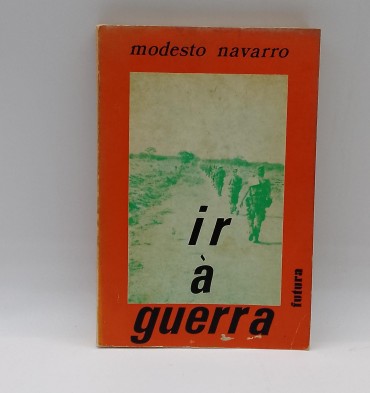 modesto navarro
ir
à
guerra
futura